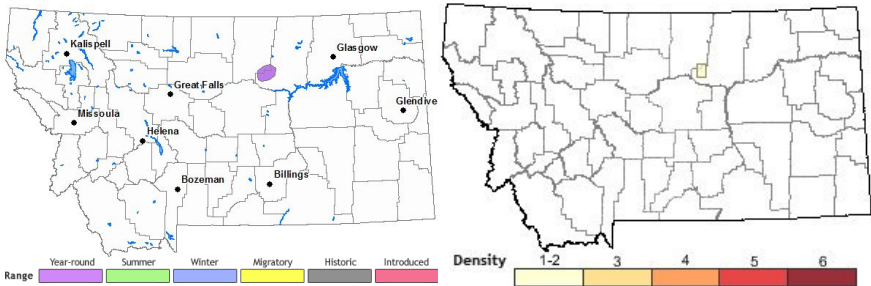 Kalispell
Glasgow
Great Falls
Glendive
Missoula
Helena
Bozeman
Billings
Range Year-round Summer Winter Migratory Historic Introduced
Density 1-2 3 4 5 6